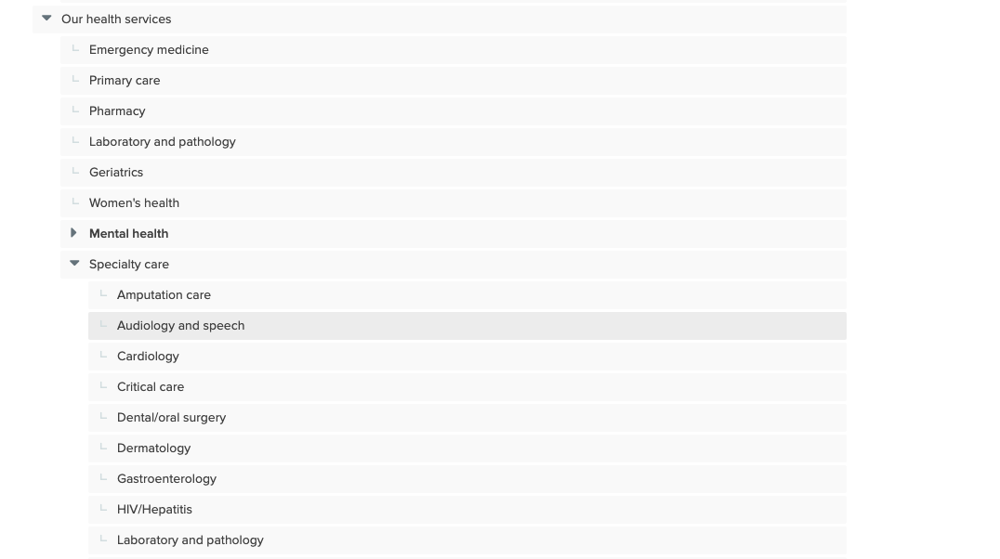 Our health services
Emergency medicine
Primary care
Pharmacy
Laboratory and pathology
Geriatrics
Women's health
Mental health
Specialty care
Amputation care
Audiology and speech
Cardiology
Critical care
Dental/oral surgery
Dermatology
Gastroenterology
HIV/Hepatitis
Laboratory and pathology